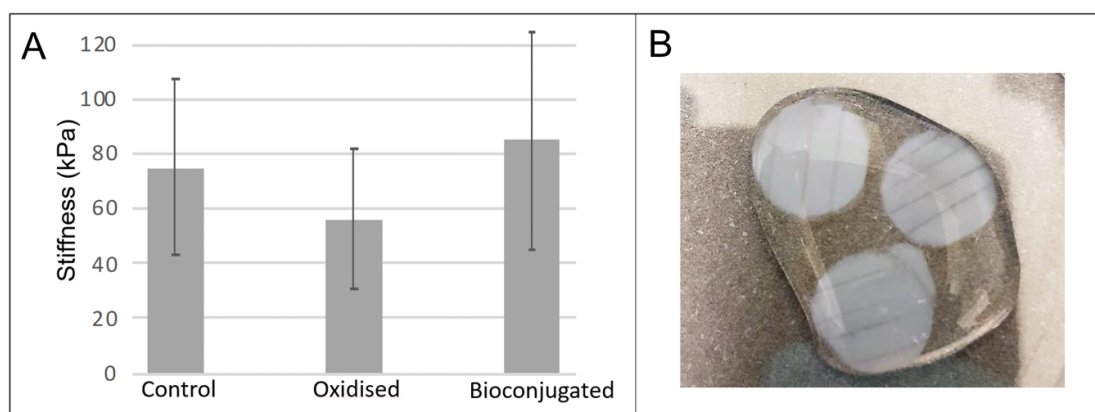 A
Stiffness (kPa)
120
100
80
60
40
20
0
Control
Oxidised
Bioconjugated
B